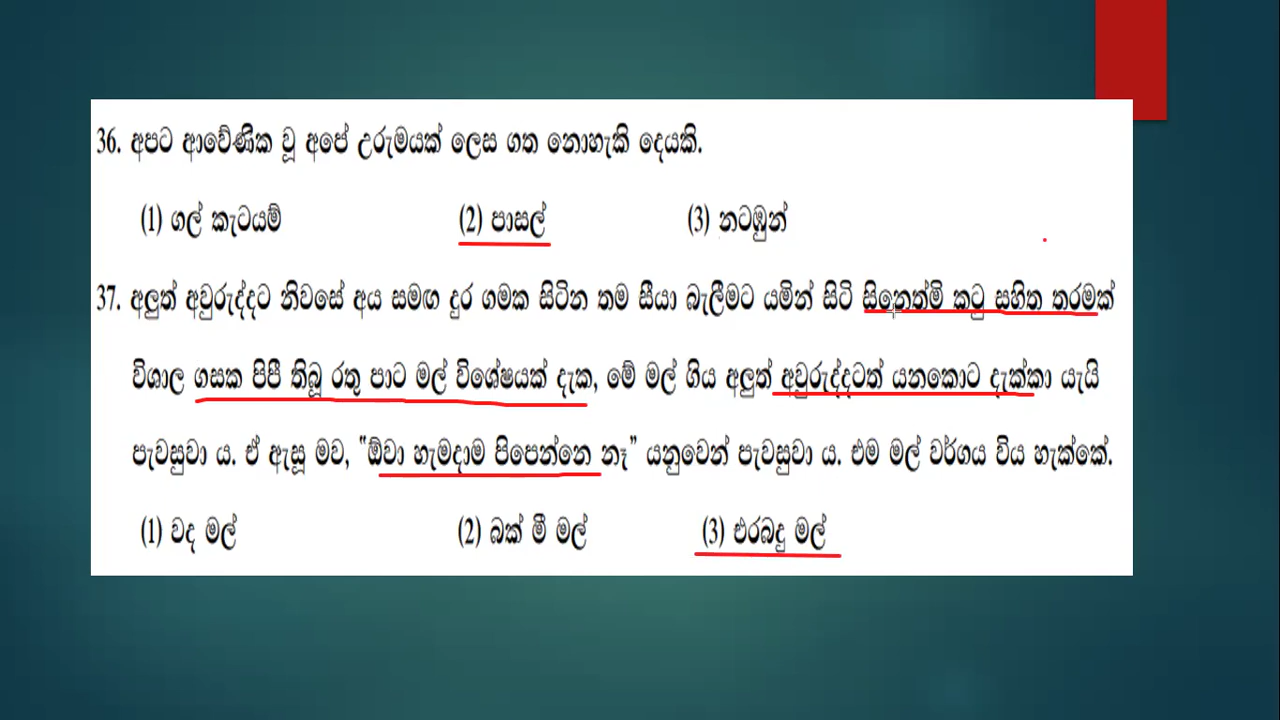 36. අපට ආවේණික වූ අපේ උරුමයක් ලෙස ගත නොහැකි දෙයකි.
(1) ගල් කැටයම් (2) පාසල් (3) නටඹුන්
37. අලුත් අවුරුද්දට නිවසේ අය සමඟ දුර ගමක සිටින තම සීයා බැලීමට යමින් සිටි සිනෙත්මි කටු සහිත තරමක්
විශාල ගසක පිපී තිබූ රතු පාට මල් විශේෂයක් දැක, මේ මල් ගිය අලුත් අවුරුද්දටත් යනකොට දැක්කා යැයි
පැවසුවා ය. ඒ ඇසූ මව, “ඕවා හැමදාම පිපෙන්නෙ නෑ” යනුවෙන් පැවසුවා ය. එම මල් වර්ගය විය හැක්කේ.
(1) වද මල් (2) බක් මී මල් (3) එරබදු මල්